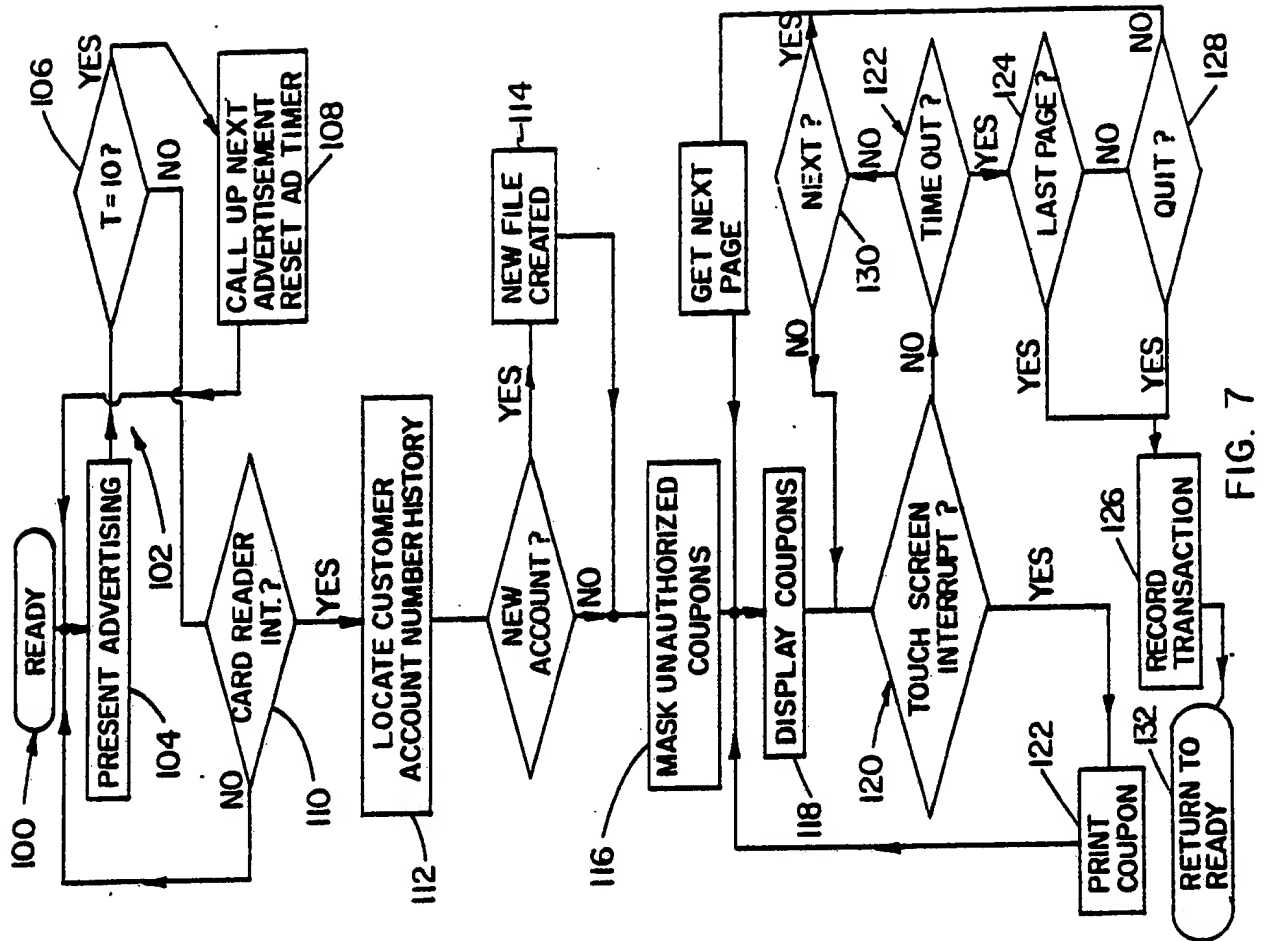 100
READY
PRESENT ADVERTISING
104
102
T=10?
106
YES
NO
CALL UP NEXT
ADVERTISEMENT
RESET AD TIMER
108
CARD READER
INT.?
110
NO
YES
LOCATE CUSTOMER
ACCOUNT NUMBER HISTORY
112
NEW
ACCOUNT?
YES
NEW FILE
CREATED
114
NO
MASK UNAUTHORIZED
COUPONS
116
GET NEXT
PAGE
DISPLAY COUPONS
118
NO
NEXT?
130
YES
TOUCH SCREEN
INTERRUPT?
120
NO
TIME OUT?
122
NO
YES
YES
LAST PAGE?
124
NO
YES
QUIT?
128
NO
YES
PRINT
COUPON
122
RECORD
TRANSACTION
126
RETURN TO
READY
132
FIG. 7